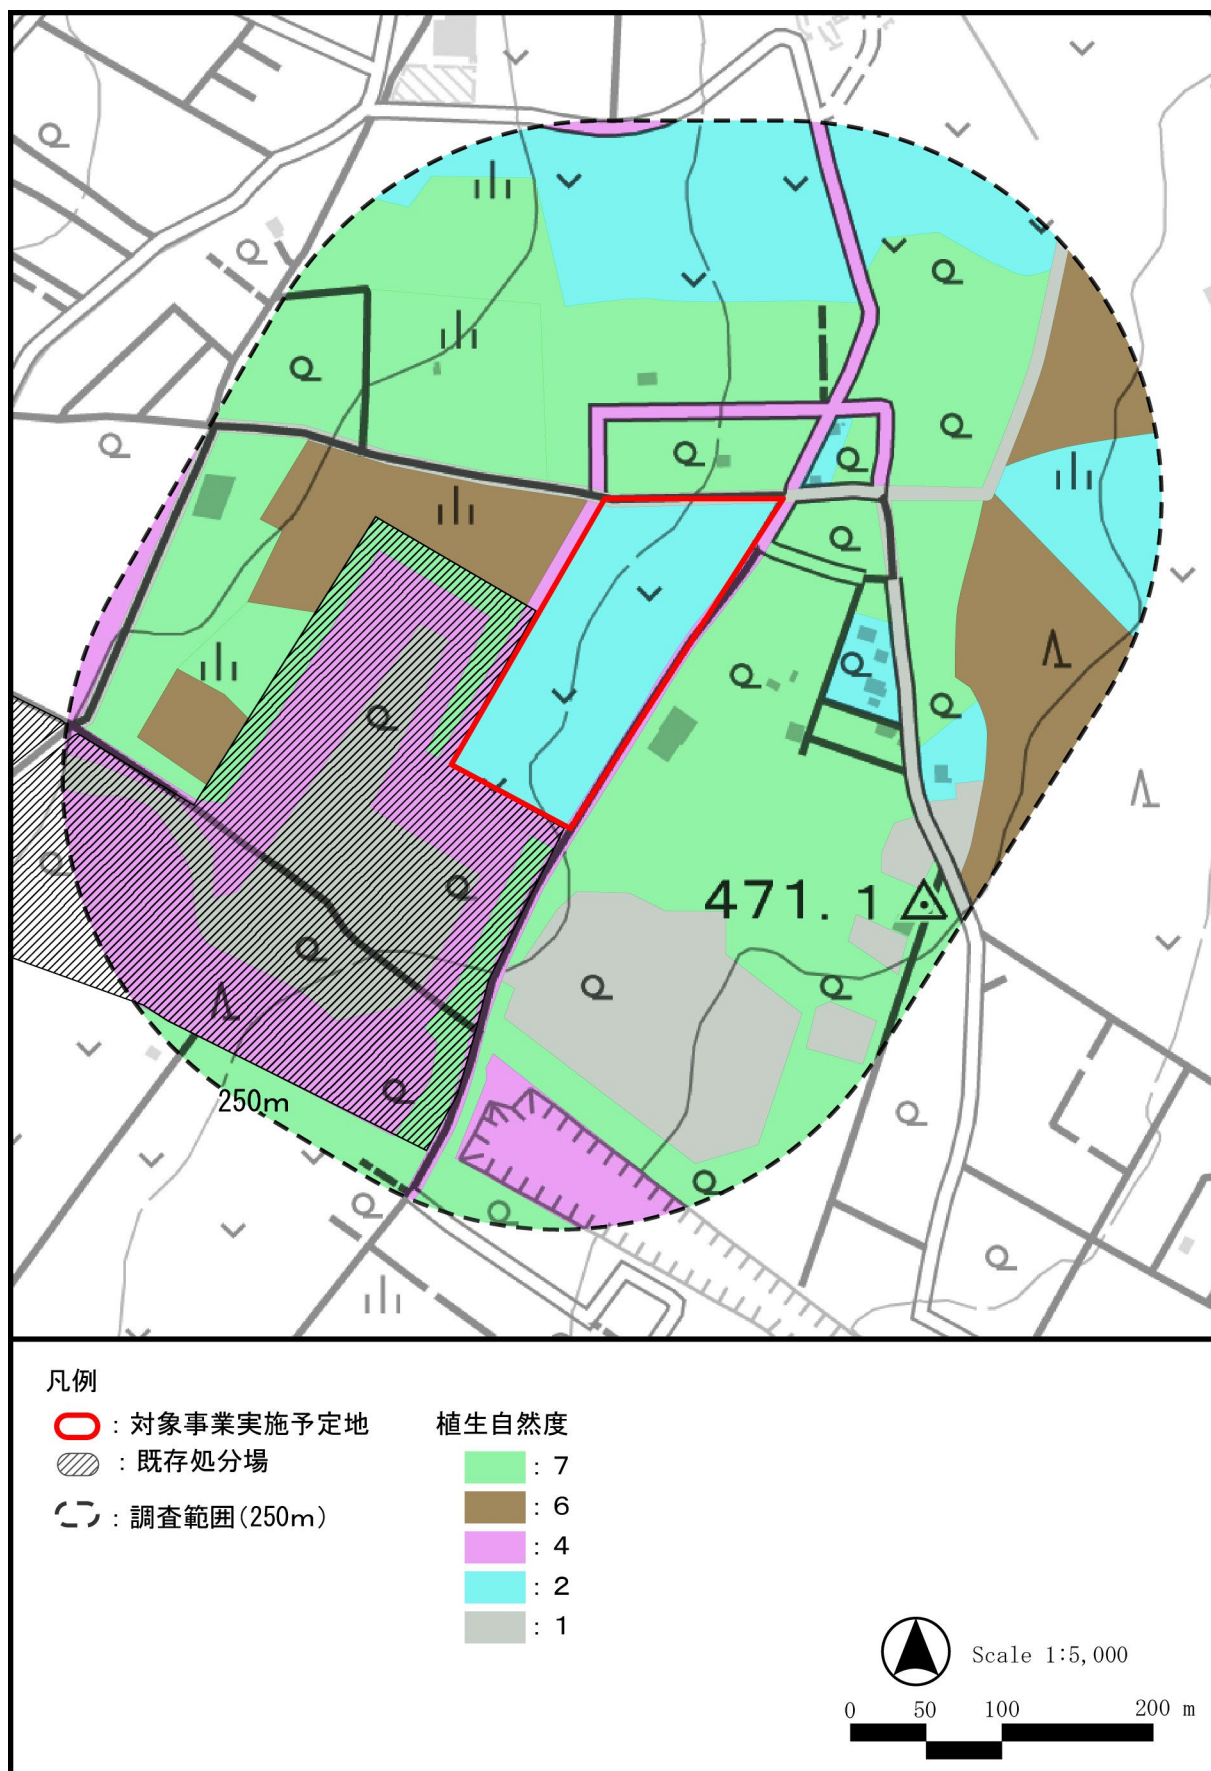 471.1
250m
凡例
：対象事業実施予定地
：既存処分場
：調査範囲(250m)
植生自然度
：7
：6
：4
：2
：1
Scale 1:5,000
0 50 100 200 m